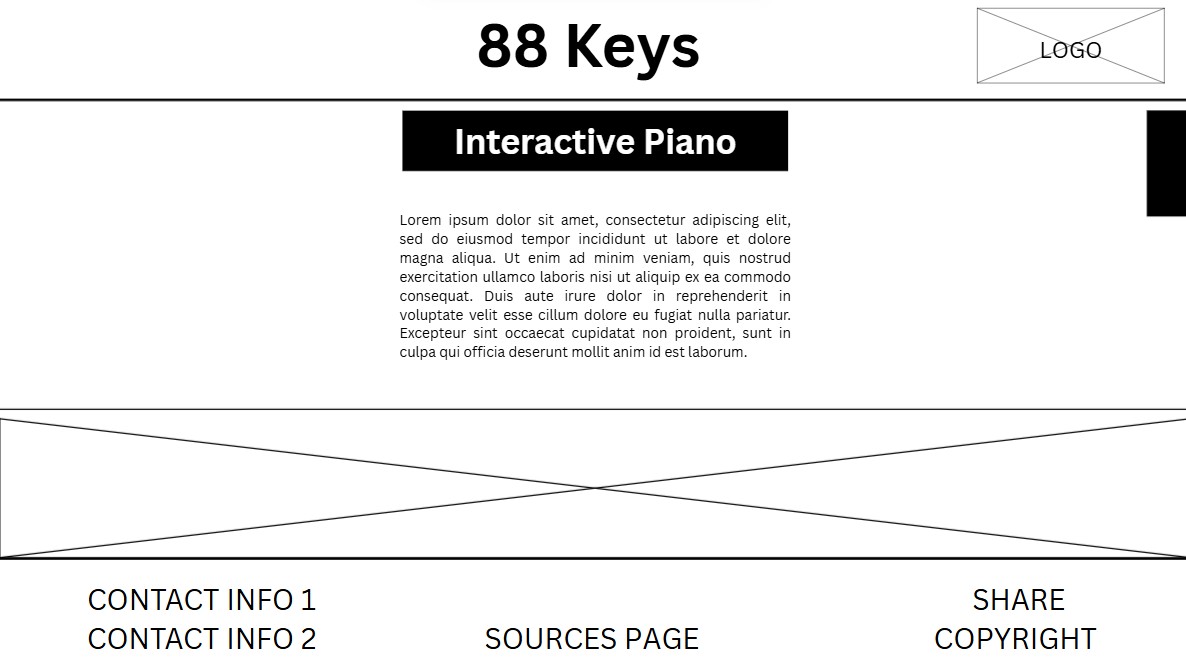 88 Keys
LOGO
Interactive Piano
Lorem ipsum dolor sit amet, consectetur adipiscing elit,
sed do eiusmod tempor incididunt ut labore et dolore
magna aliqua. Ut enim ad minim veniam, quis nostrud
exercitation ullamco laboris nisi ut aliquip ex ea commodo
consequat. Duis aute irure dolor in reprehenderit in
voluptate velit esse cillum dolore eu fugiat nulla pariatur.
Excepteur sint occaecat cupidatat non proident, sunt in
culpa qui officia deserunt mollit anim id est laborum.
CONTACT INFO 1
CONTACT INFO 2
SOURCES PAGE
SHARE
COPYRIGHT